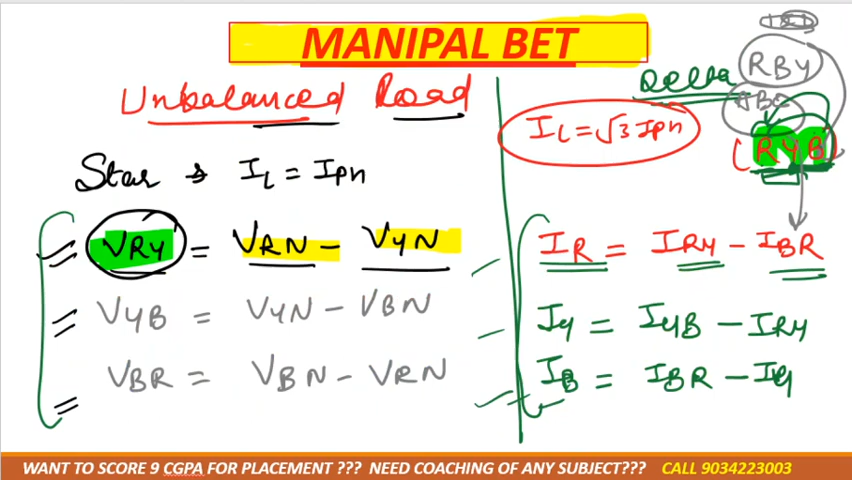 MANIPAL BET
Unbalanced Road
Star → IL = IPH
VRY = VRN - VYN
VYB = VYN - VBN
VBR = VBN - VRN
Delta
RBY
ABC
IL = √3 IPH
(RYB)
IR = IRY - IBR
IY = IYB - IRY
IB = IBR -
WANT TO SCORE 9 CGPA FOR PLACEMENT ??? NEED COACHING OF ANY SUBJECT??? CALL 9034223003